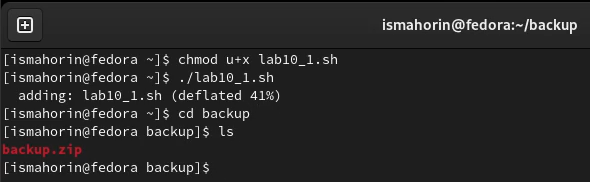 ismahorin@fedora:~/backup
[ismahorin@fedora ~]$ chmod u+x lab10_1.sh
[ismahorin@fedora ~]$ ./lab10_1.sh
  adding: lab10_1.sh (deflated 41%)
[ismahorin@fedora ~]$ cd backup
[ismahorin@fedora backup]$ ls
backup.zip
[ismahorin@fedora backup]$